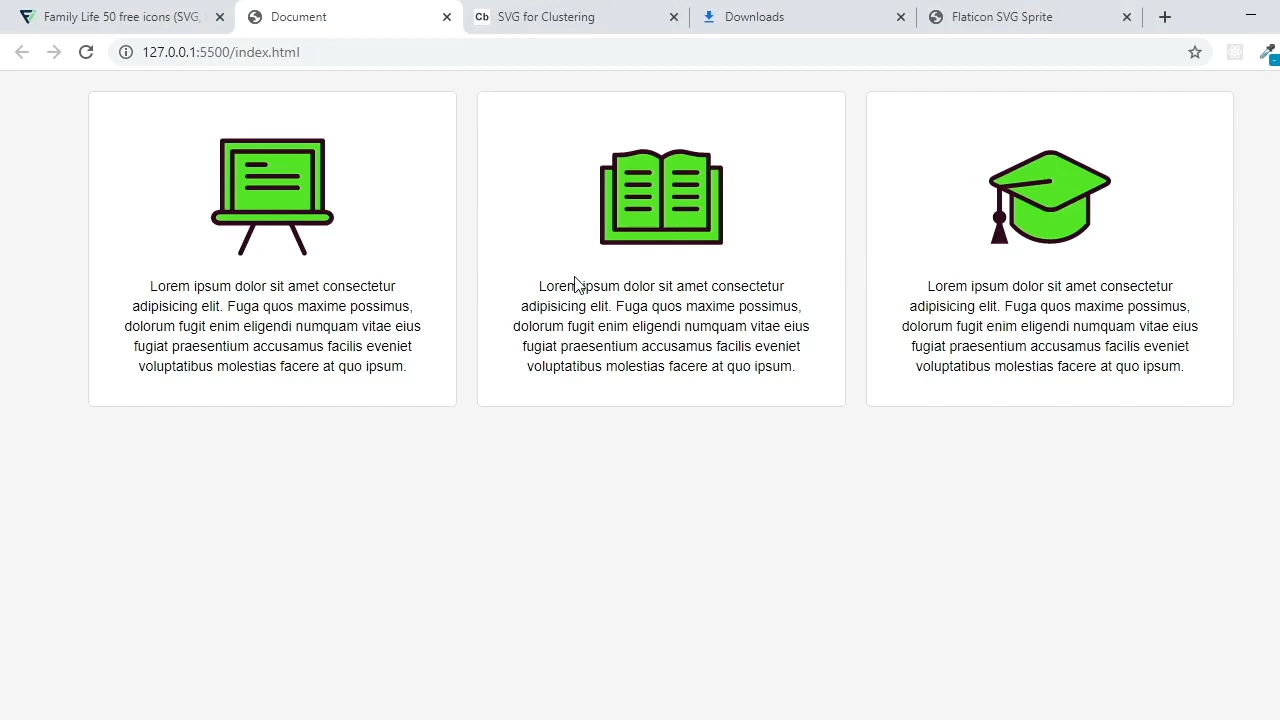 Family Life 50 free icons (SVG,
Document
Cb
SVG for Clustering
Downloads
Flaticon SVG Sprite
127.0.0.1:5500/index.html
Lorem ipsum dolor sit amet consectetur
adipisicing elit. Fuga quos maxime possimus,
dolorum fugit enim eligendi numquam vitae eius
fugiat praesentium accusamus facilis eveniet
voluptatibus molestias facere at quo ipsum.
Lorem ipsum dolor sit amet consectetur
adipisicing elit. Fuga quos maxime possimus,
dolorum fugit enim eligendi numquam vitae eius
fugiat praesentium accusamus facilis eveniet
voluptatibus molestias facere at quo ipsum.
Lorem ipsum dolor sit amet consectetur
adipisicing elit. Fuga quos maxime possimus,
dolorum fugit enim eligendi numquam vitae eius
fugiat praesentium accusamus facilis eveniet
voluptatibus molestias facere at quo ipsum.